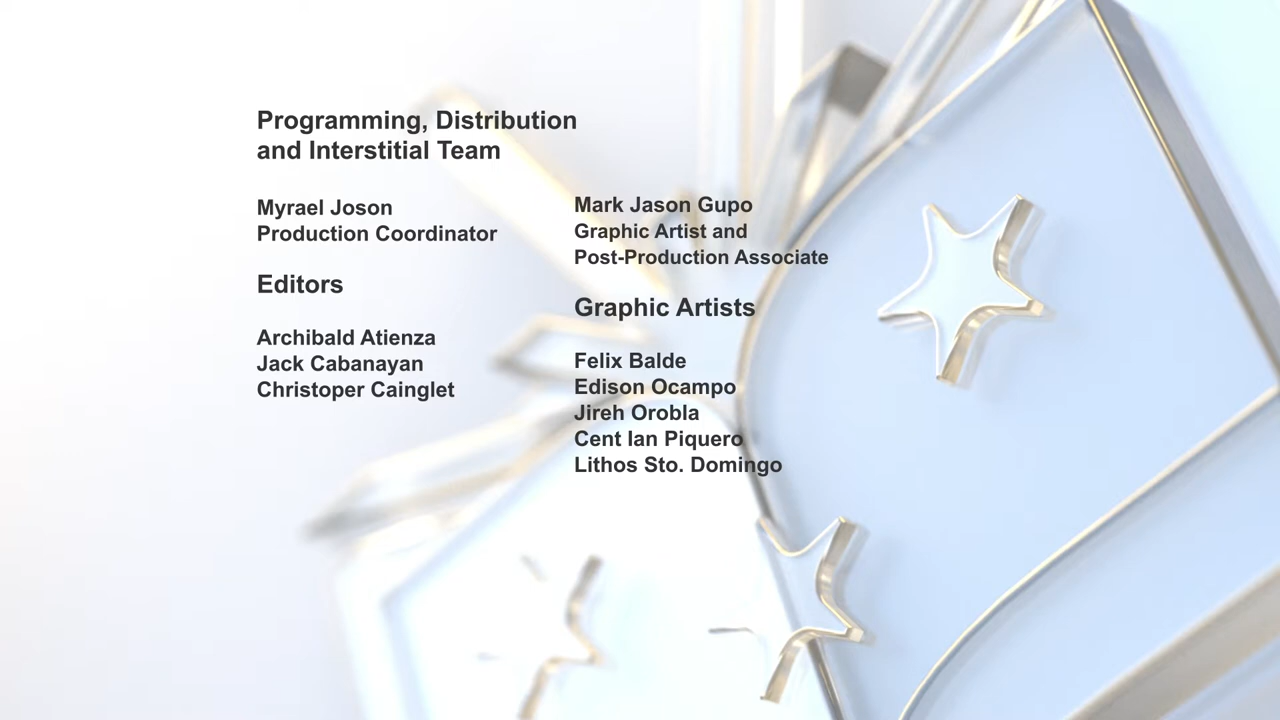 Programming, Distribution
and Interstitial Team
Myrael Joson
Production Coordinator
Editors
Archibald Atienza
Jack Cabanayan
Christoper Cainglet
Mark Jason Gupo
Graphic Artist and
Post-Production Associate
Graphic Artists
Felix Balde
Edison Ocampo
Jireh Orobla
Cent Ian Piquero
Lithos Sto. Domingo